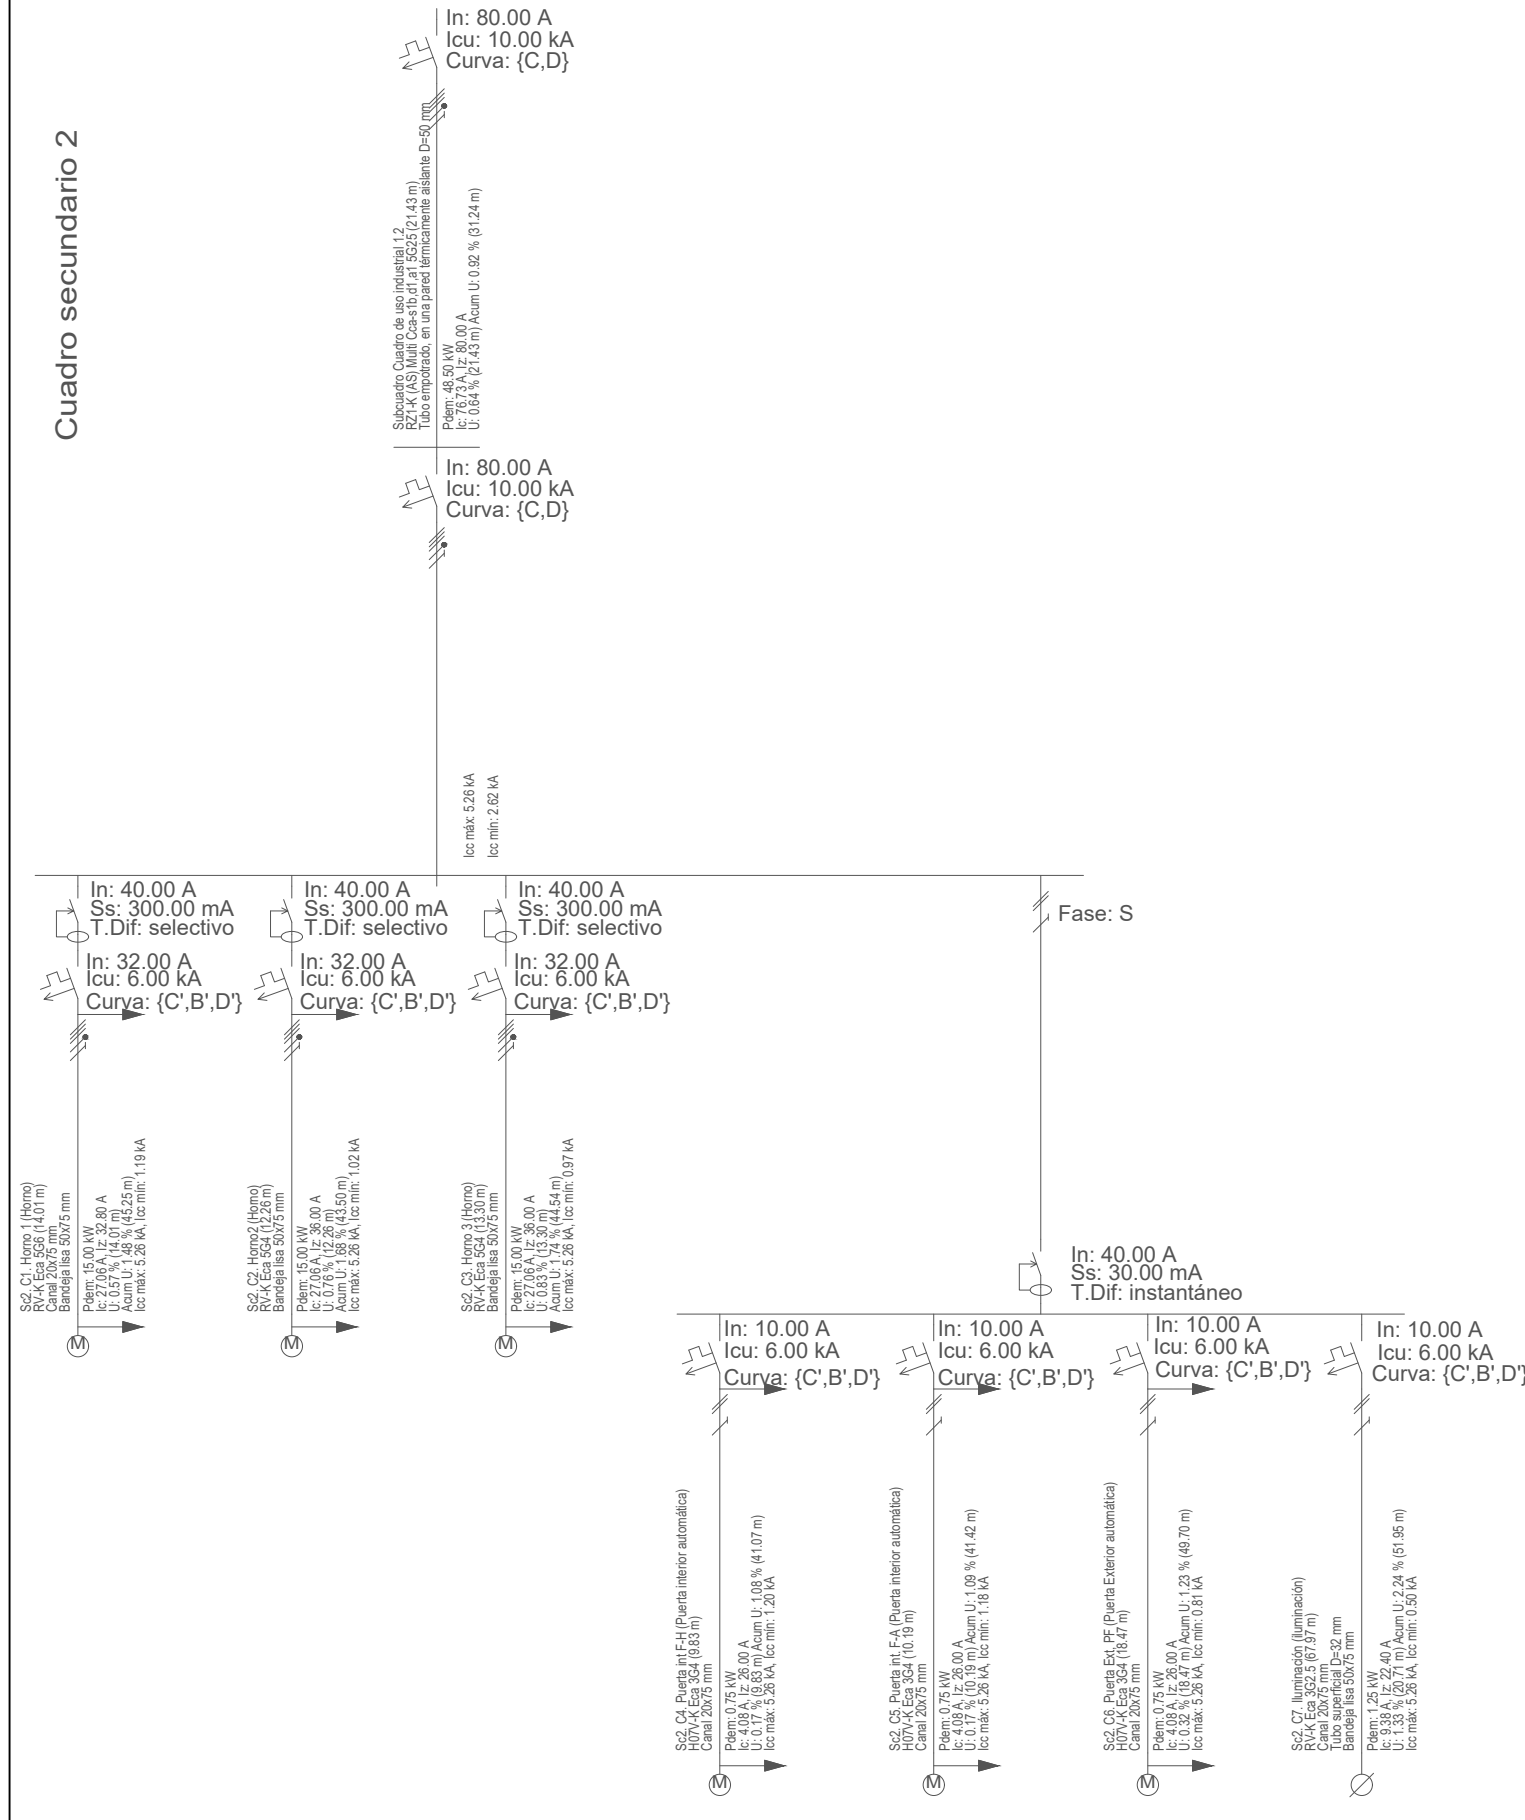 Cuadro secundario 2
In: 80.00 A
Icu: 10.00 kA
Curva: {C,D}
Subcuadro Cuadro de uso industrial 1.2
RZ1-K (AS) Multi Cca-s1b,d1,a1 5G25 (21.43 m)
Tubo empotrado, en una pared térmicamente aislante D=50 mm
Pdem: 48.50 kW
Ic: 76.73 A, Iz: 80.00 A
U: 0.64 % (21.43 m) Acum U: 0.92 % (31.24 m)
In: 80.00 A
Icu: 10.00 kA
Curva: {C,D}
Icc máx: 5.26 kA
Icc mín: 2.62 kA
In: 40.00 A
Ss: 300.00 mA
T.Dif: selectivo
In: 32.00 A
Icu: 6.00 kA
Curva: {C',B',D'}
Sc2. C1. Horno 1 (Horno)
RV-K Eca 5G6 (14.01 m)
Canal 20x75 mm
Bandeja lisa 50x75 mm
Pdem: 15.00 kW
Ic: 27.06 A, Iz: 32.80 A
U: 0.57 % (14.01 m)
Acum U: 1.48 % (45.25 m)
Icc máx: 5.26 kA, Icc mín: 1.19 kA
M
In: 40.00 A
Ss: 300.00 mA
T.Dif: selectivo
In: 32.00 A
Icu: 6.00 kA
Curva: {C',B',D'}
Sc2. C2. Horno2 (Horno)
RV-K Eca 5G4 (12.26 m)
Bandeja lisa 50x75 mm
Pdem: 15.00 kW
Ic: 27.06 A, Iz: 36.00 A
U: 0.76 % (12.26 m)
Acum U: 1.68 % (43.50 m)
Icc máx: 5.26 kA, Icc mín: 1.02 kA
M
In: 40.00 A
Ss: 300.00 mA
T.Dif: selectivo
In: 32.00 A
Icu: 6.00 kA
Curva: {C',B',D'}
Sc2. C3. Horno 3 (Horno)
RV-K Eca 5G4 (13.30 m)
Bandeja lisa 50x75 mm
Pdem: 15.00 kW
Ic: 27.06 A, Iz: 36.00 A
U: 0.83 % (13.30 m)
Acum U: 1.74 % (44.54 m)
Icc máx: 5.26 kA, Icc mín: 0.97 kA
M
Fase: S
In: 40.00 A
Ss: 30.00 mA
T.Dif: instantáneo
In: 10.00 A
Icu: 6.00 kA
Curva: {C',B',D'}
Sc2. C4. Puerta int F-H (Puerta interior automática)
H07V-K Eca 3G4 (9.83 m)
Canal 20x75 mm
Pdem: 0.75 kW
Ic: 4.08 A, Iz: 26.00 A
U: 0.17 % (9.83 m) Acum U: 1.08 % (41.07 m)
Icc máx: 5.26 kA, Icc mín: 1.20 kA
M
In: 10.00 A
Icu: 6.00 kA
Curva: {C',B',D'}
Sc2. C5. Puerta int. F-A (Puerta interior automática)
H07V-K Eca 3G4 (10.19 m)
Canal 20x75 mm
Pdem: 0.75 kW
Ic: 4.08 A, Iz: 26.00 A
U: 0.17 % (10.19 m) Acum U: 1.09 % (41.42 m)
Icc máx: 5.26 kA, Icc mín: 1.18 kA
M
In: 10.00 A
Icu: 6.00 kA
Curva: {C',B',D'}
Sc2. C6. Puerta Ext. PF (Puerta Exterior automática)
H07V-K Eca 3G4 (18.47 m)
Canal 20x75 mm
Pdem: 0.75 kW
Ic: 4.08 A, Iz: 26.00 A
U: 0.32 % (18.47 m) Acum U: 1.23 % (49.70 m)
Icc máx: 5.26 kA, Icc mín: 0.81 kA
M
In: 10.00 A
Icu: 6.00 kA
Curva: {C',B',D'}
Sc2. C7. Iluminación (iluminación)
RV-K Eca 3G2.5 (67.97 m)
Canal 20x75 mm
Tubo superficial D=32 mm
Bandeja lisa 50x75 mm
Pdem: 1.25 kW
Ic: 9.38 A, Iz: 22.40 A
U: 1.33 % (20.71 m) Acum U: 2.24 % (51.95 m)
Icc máx: 5.26 kA, Icc mín: 0.50 kA